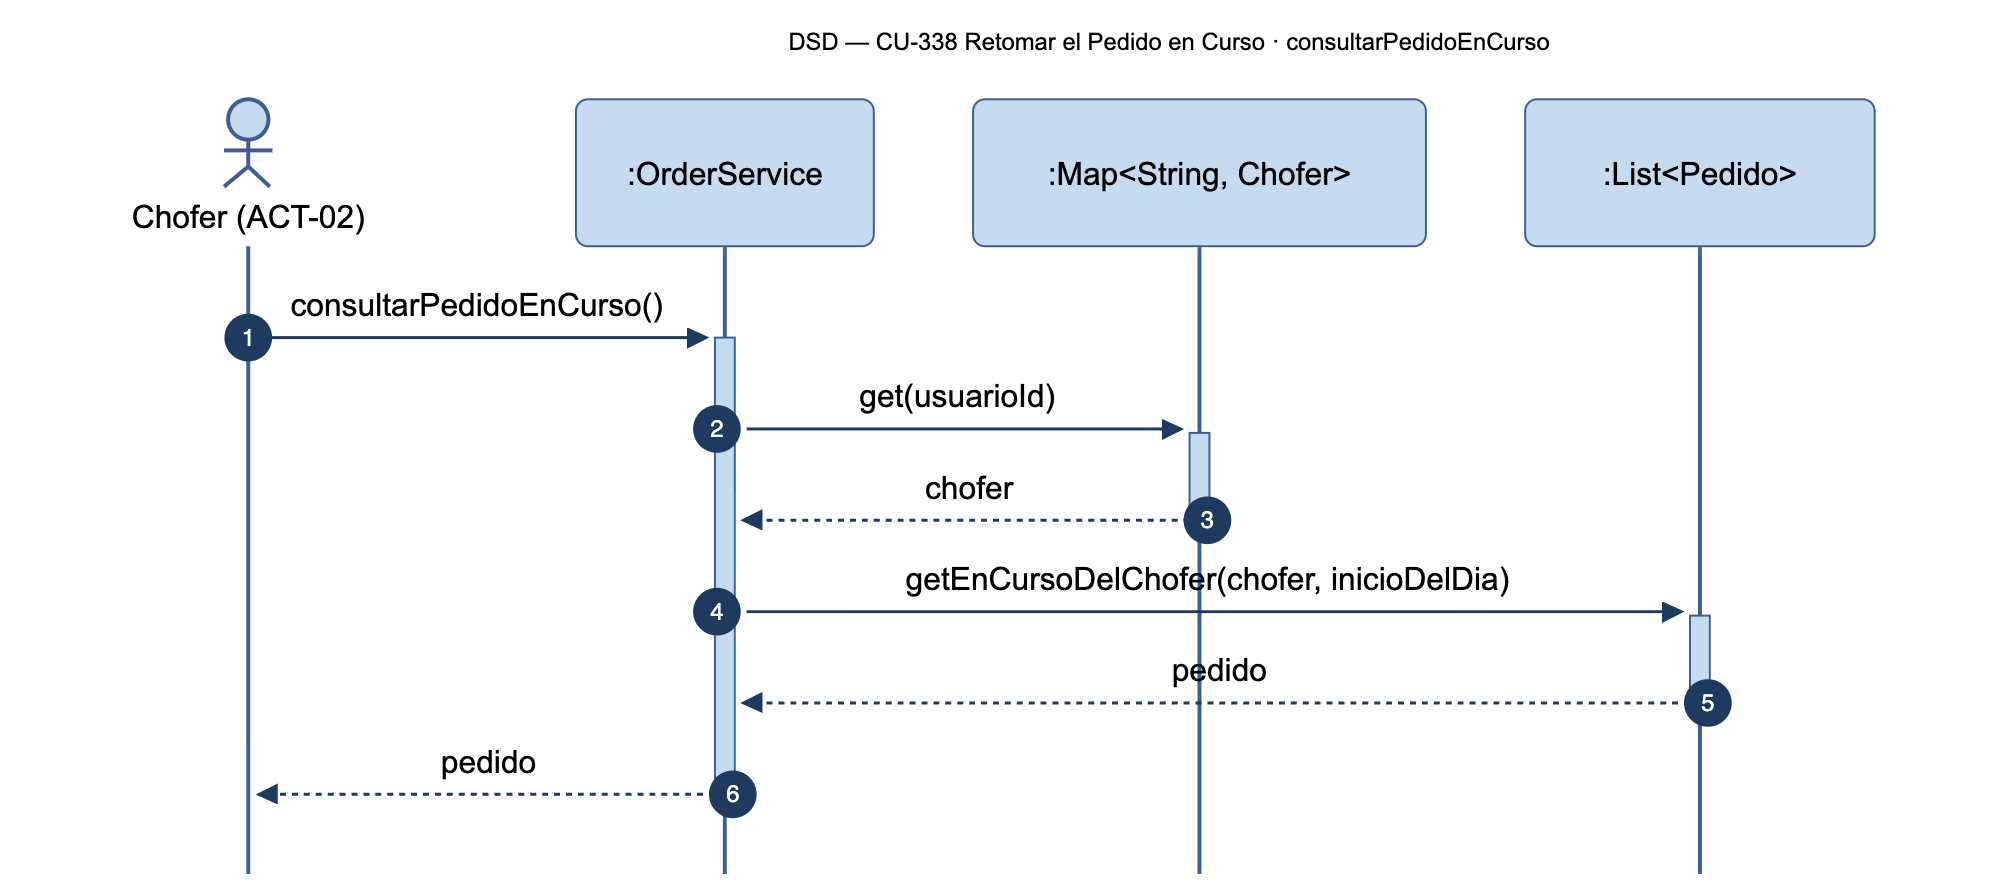 DSD — CU-338 Retomar el Pedido en Curso · consultarPedidoEnCurso
Chofer (ACT-02)
:OrderService
:Map<String, Chofer>
:List<Pedido>
consultarPedidoEnCurso()
1
get(usuarioId)
2
chofer
3
getEnCursoDelChofer(chofer, inicioDelDia)
4
pedido
5
pedido
6